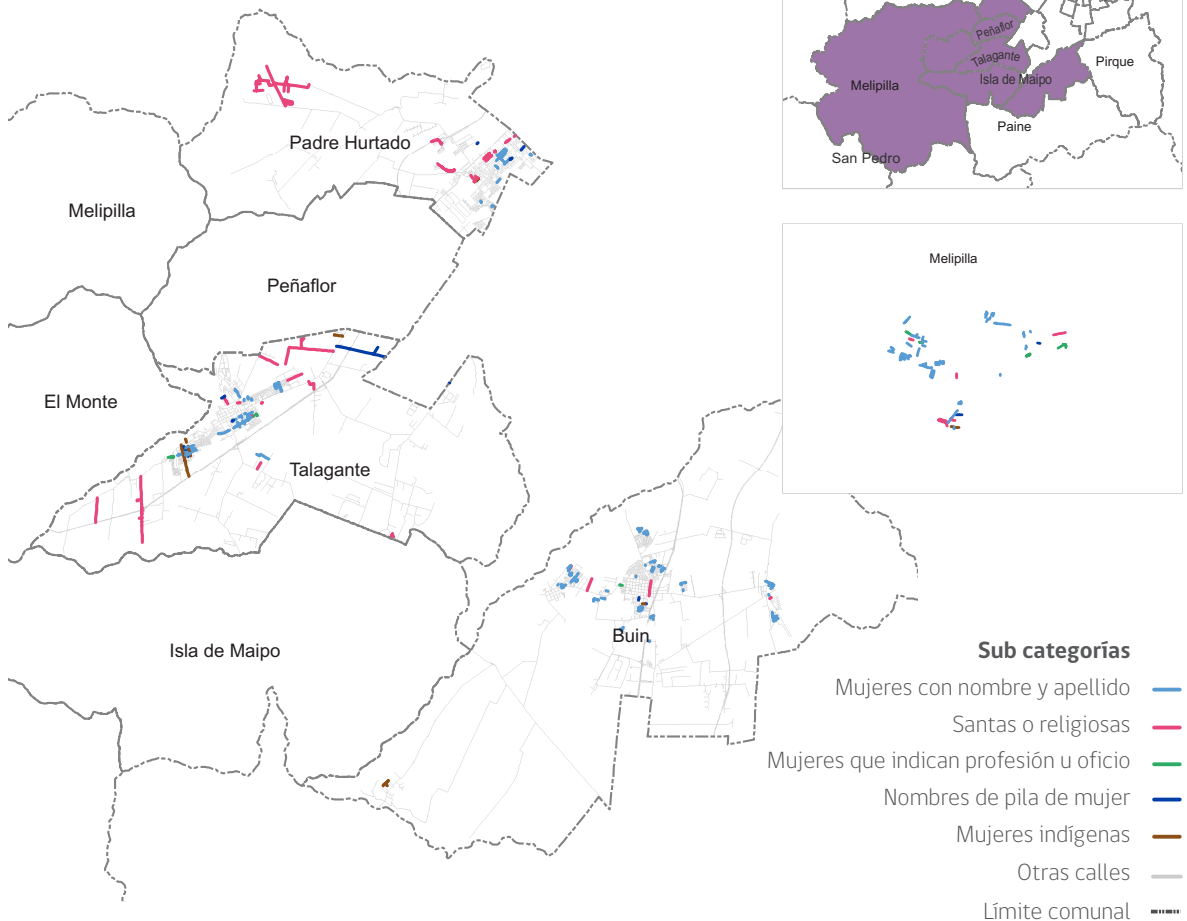 Padre Hurtado
Melipilla
Peñaflor
El Monte
Talagante
Isla de Maipo
Buin
Peñaflor
Talagante
Melipilla
Isla de Maipo
Pirque
Paine
San Pedro
Melipilla
Sub categorías
Mujeres con nombre y apellido
Santas o religiosas
Mujeres que indican profesión u oficio
Nombres de pila de mujer
Mujeres indígenas
Otras calles
Límite comunal